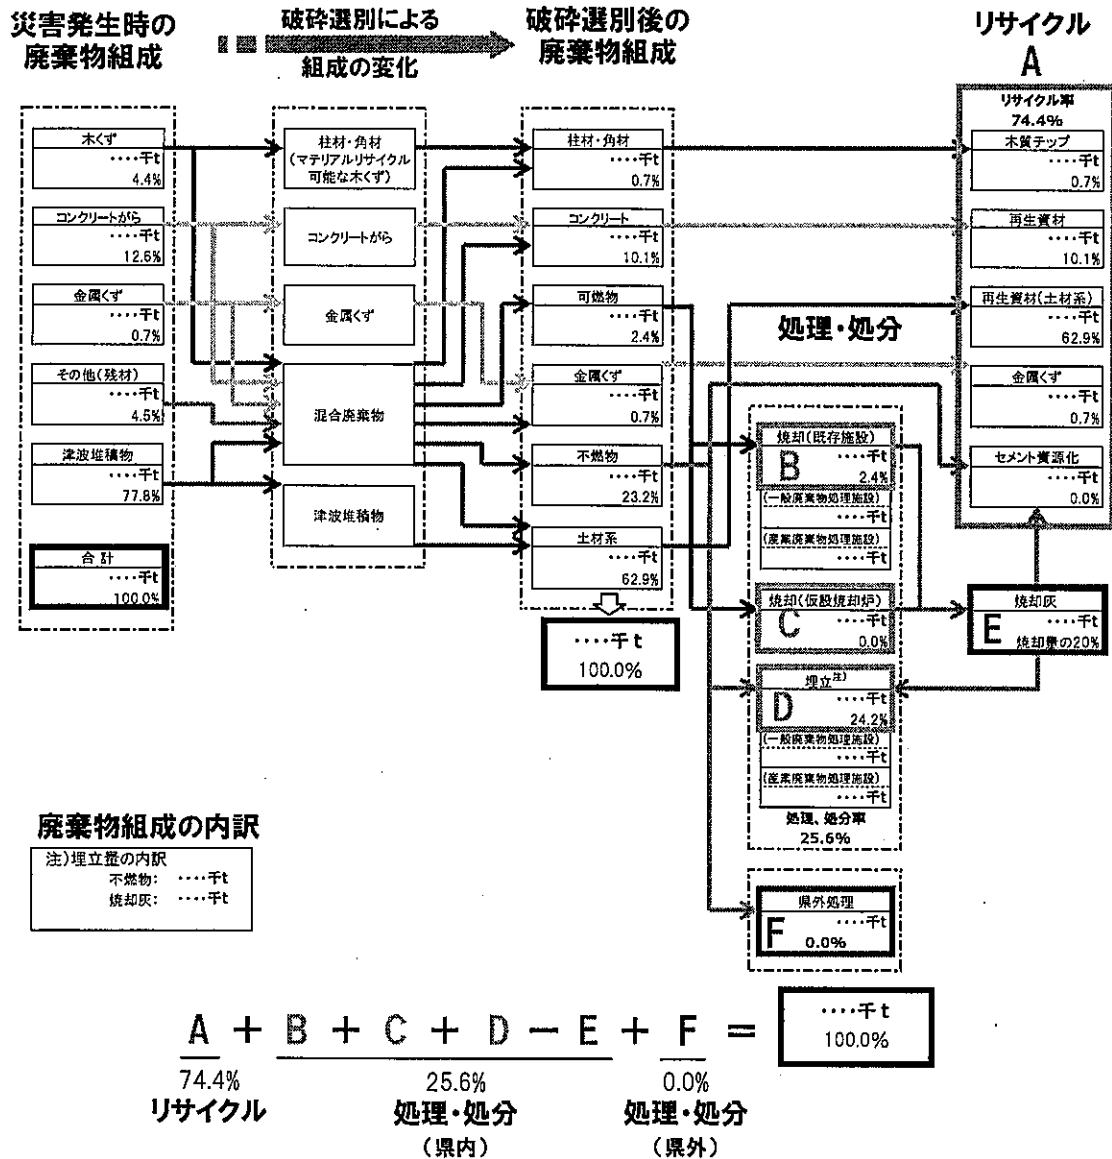 災害発生時の
廃棄物組成
破砕選別による
組成の変化
破砕選別後の
廃棄物組成
リサイクル
A
木くず
‥‥千t
4.4%
コンクリートがら
‥‥千t
12.6%
金属くず
‥‥千t
0.7%
その他(残材)
‥‥千t
4.5%
津波堆積物
‥‥千t
77.8%
合計
‥‥千t
100.0%
柱材・角材
(マテリアルリサイクル
可能な木くず)
コンクリートがら
金属くず
混合廃棄物
津波堆積物
柱材・角材
‥‥千t
0.7%
コンクリート
‥‥千t
10.1%
可燃物
‥‥千t
2.4%
金属くず
‥‥千t
0.7%
不燃物
‥‥千t
23.2%
土材系
‥‥千t
62.9%
‥‥千t
100.0%
処理・処分
焼却(既存施設)
B
‥‥千t
2.4%
(一般廃棄物処理施設)
‥‥千t
(産業廃棄物処理施設)
‥‥千t
焼却(仮設焼却炉)
C
‥‥千t
0.0%
埋立注)
D
‥‥千t
24.2%
(一般廃棄物処理施設)
‥‥千t
(産業廃棄物処理施設)
‥‥千t
処理、処分率
25.6%
県外処理
‥‥千t
F
0.0%
リサイクル率
74.4%
木質チップ
‥‥千t
0.7%
再生資材
‥‥千t
10.1%
再生資材(土材系)
‥‥千t
62.9%
金属くず
‥‥千t
0.7%
セメント資源化
‥‥千t
0.0%
焼却灰
E
‥‥千t
焼却量の20%
廃棄物組成の内訳
注)埋立量の内訳
不燃物: ‥‥千t
焼却灰: ‥‥千t
A + B + C + D − E + F =
‥‥千t
100.0%
74.4% 25.6% 0.0%
リサイクル 処理・処分 処理・処分
(県内) (県外)